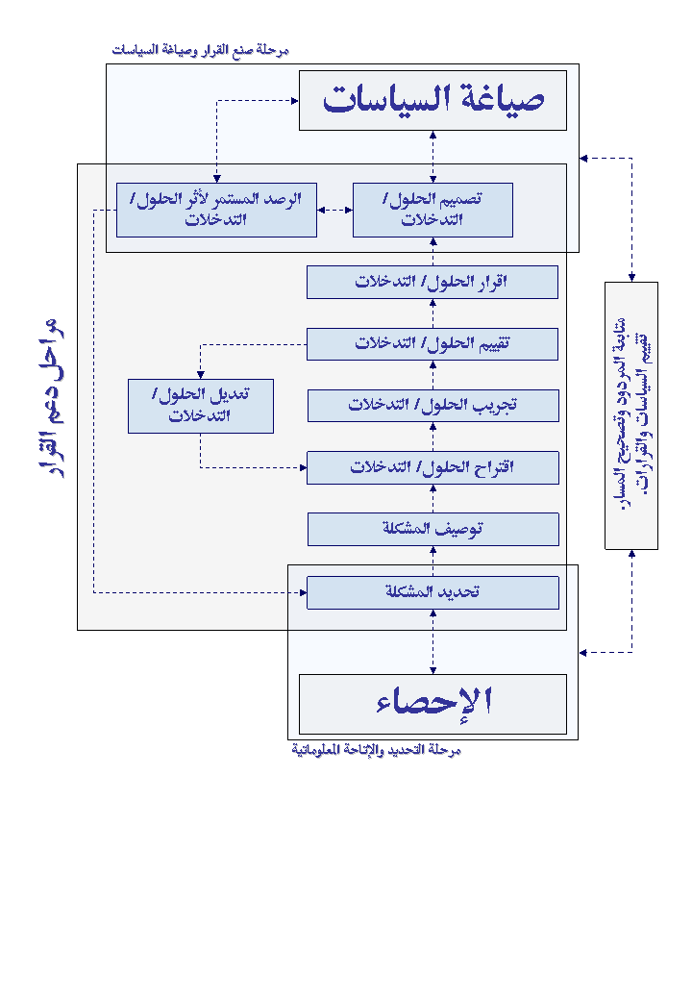 مرحلة صنع القرار وصياغة السياسات
صياغة السياسات
تصميم الحلول/
التدخلات
الرصد المستمر لأثر الحلول/
التدخلات
اقرار الحلول/ التدخلات
تقييم الحلول/ التدخلات
تعديل الحلول/
التدخلات
تجريب الحلول/ التدخلات
اقتراح الحلول/ التدخلات
توصيف المشكلة
تحديد المشكلة
الإحصاء
مرحلة التحديد والإتاحة المعلوماتية
متابعة المردود وتصحيح المسار.
تقييم السياسات والقرارات.
مراحل دعم القرار